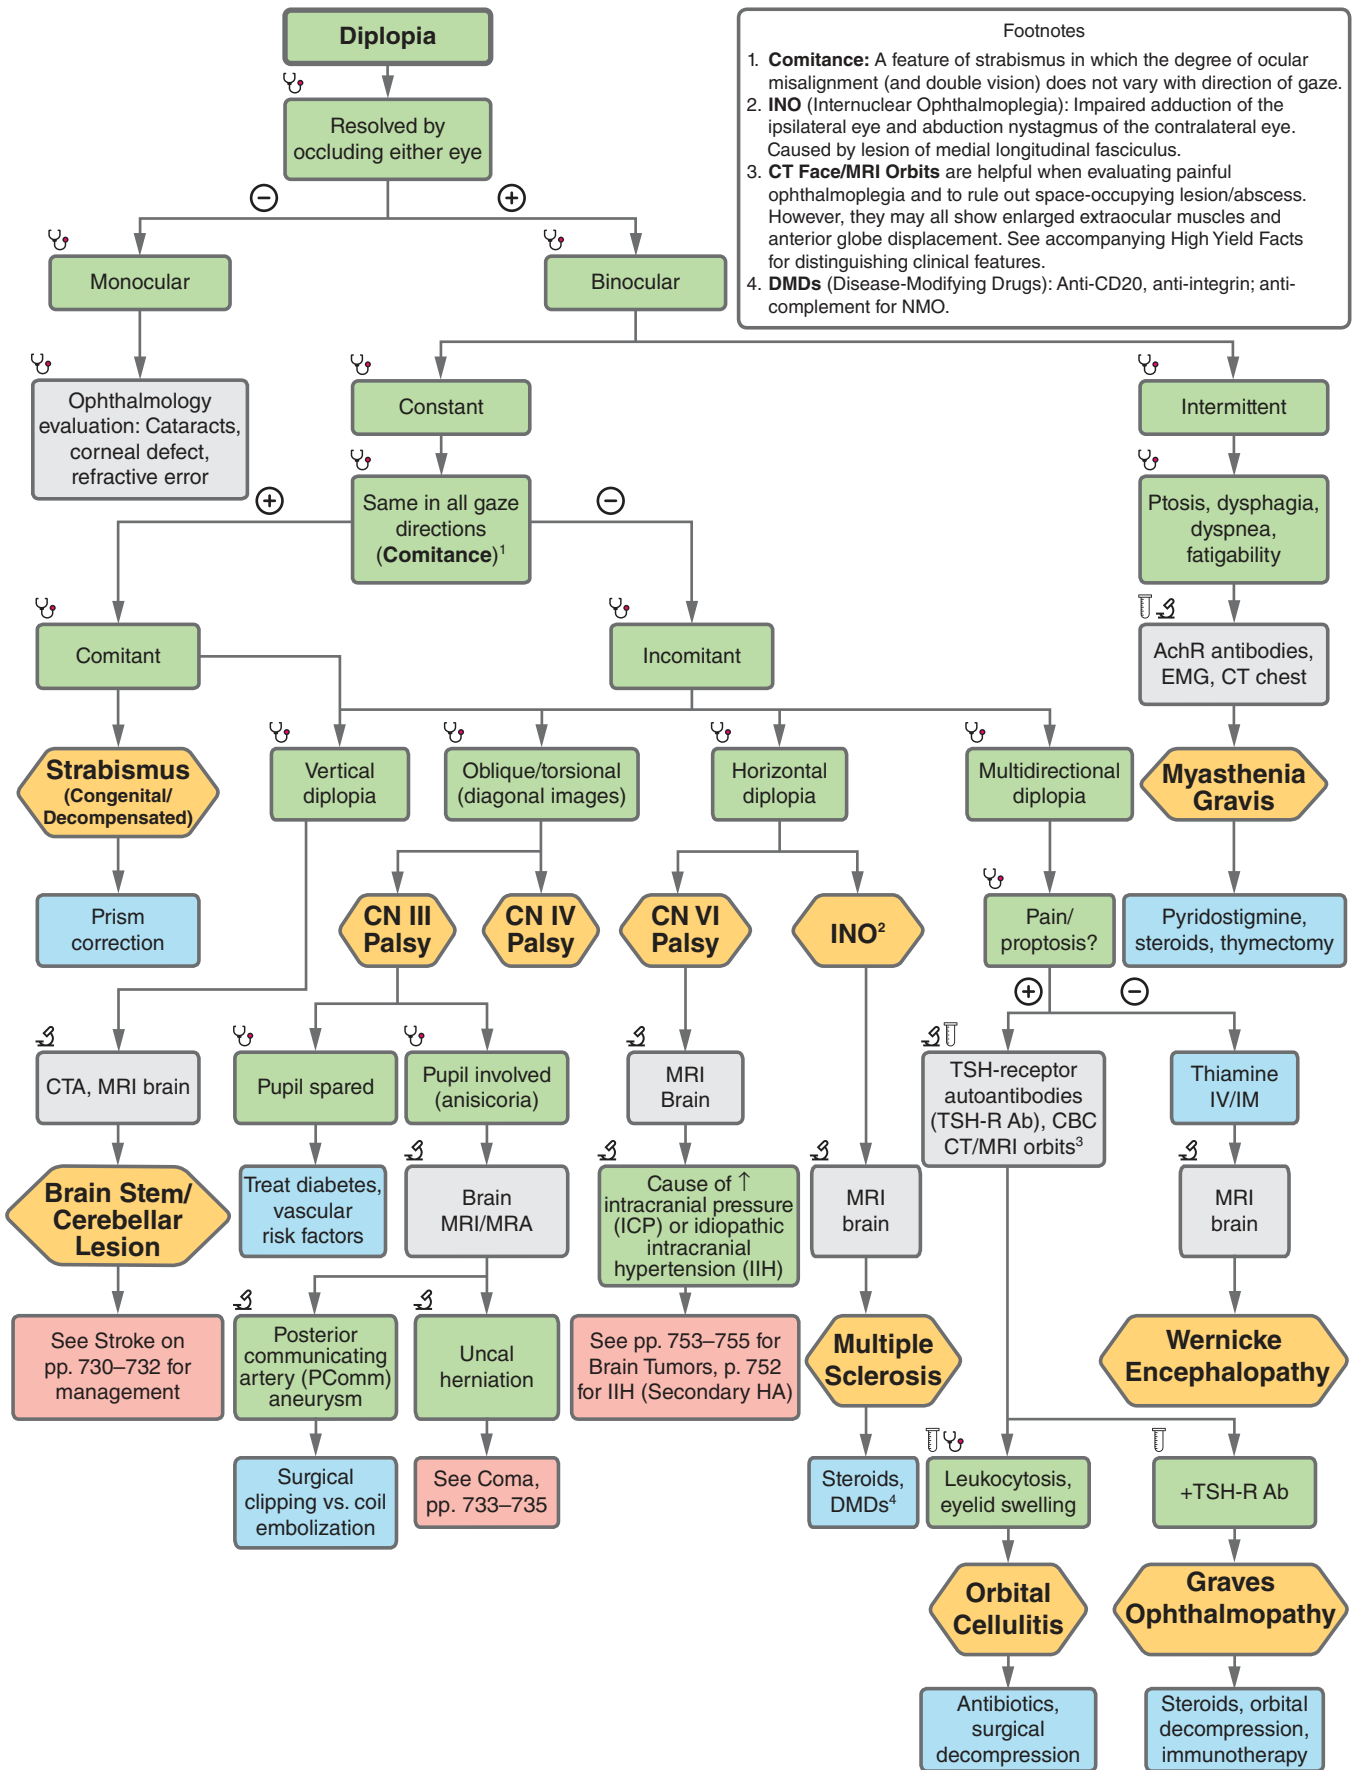 Diplopia
Footnotes
1. Comitance: A feature of strabismus in which the degree of ocular
misalignment (and double vision) does not vary with direction of gaze.
2. INO (Internuclear Ophthalmoplegia): Impaired adduction of the
ipsilateral eye and abduction nystagmus of the contralateral eye.
Caused by lesion of medial longitudinal fasciculus.
3. CT Face/MRI Orbits are helpful when evaluating painful
ophthalmoplegia and to rule out space-occupying lesion/abscess.
However, they may all show enlarged extraocular muscles and
anterior globe displacement. See accompanying High Yield Facts
for distinguishing clinical features.
4. DMDs (Disease-Modifying Drugs): Anti-CD20, anti-integrin; anti-
complement for NMO.
Resolved by
occluding either eye
−
+
Monocular
Binocular
Ophthalmology
evaluation: Cataracts,
corneal defect,
refractive error
Constant
Intermittent
Same in all gaze
directions
(Comitance)1
+
−
Ptosis, dysphagia,
dyspnea,
fatigability
Comitant
Incomitant
AchR antibodies,
EMG, CT chest
Strabismus
(Congenital/
Decompensated)
Vertical
diplopia
Oblique/torsional
(diagonal images)
Horizontal
diplopia
Multidirectional
diplopia
Myasthenia
Gravis
Prism
correction
CN III
Palsy
CN IV
Palsy
CN VI
Palsy
INO2
Pain/
proptosis?
Pyridostigmine,
steroids, thymectomy
+
−
CTA, MRI brain
Pupil spared
Pupil involved
(anisicoria)
MRI
Brain
TSH-receptor
autoantibodies
(TSH-R Ab), CBC
CT/MRI orbits3
Thiamine
IV/IM
Brain Stem/
Cerebellar
Lesion
Treat diabetes,
vascular
risk factors
Brain
MRI/MRA
Cause of ↑
intracranial pressure
(ICP) or idiopathic
intracranial
hypertension (IIH)
MRI
brain
MRI
brain
See Stroke on
pp. 730–732 for
management
Posterior
communicating
artery (PComm)
aneurysm
Uncal
herniation
See pp. 753–755 for
Brain Tumors, p. 752
for IIH (Secondary HA)
Multiple
Sclerosis
Wernicke
Encephalopathy
Surgical
clipping vs. coil
embolization
See Coma,
pp. 733–735
Steroids,
DMDs4
Leukocytosis,
eyelid swelling
+TSH-R Ab
Orbital
Cellulitis
Graves
Ophthalmopathy
Antibiotics,
surgical
decompression
Steroids, orbital
decompression,
immunotherapy